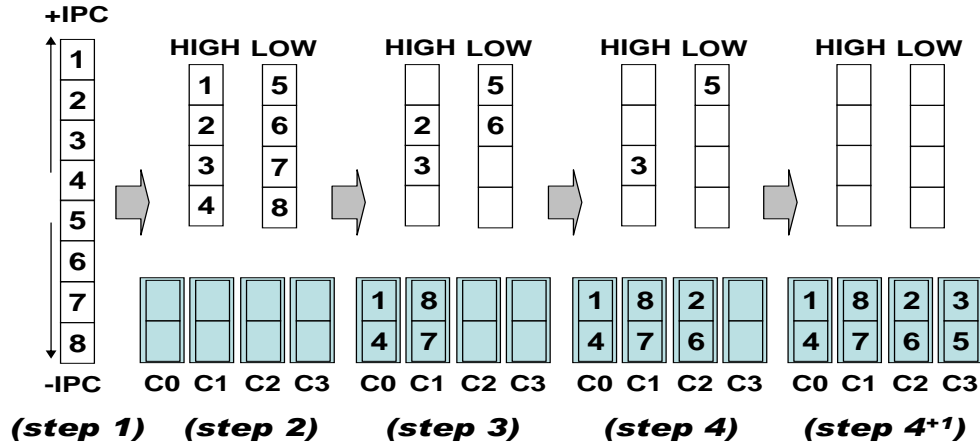 +IPC
HIGH LOW HIGH LOW HIGH LOW HIGH LOW
1 1 5 5 5
2 2 6 2 6
3 3 7 3 3
4 4 8
5
6
7 1 8 1 8 2 1 8 2 3
8 4 7 4 7 6 4 7 6 5
-IPC C0 C1 C2 C3 C0 C1 C2 C3 C0 C1 C2 C3 C0 C1 C2 C3
(step 1) (step 2) (step 3) (step 4) (step 4+1)